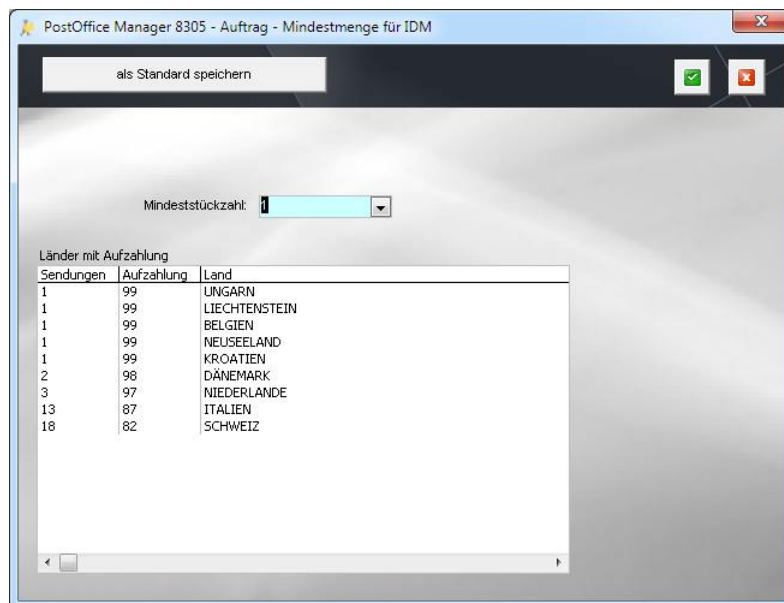 PostOffice Manager 8305 - Auftrag - Mindestmenge für IDM
als Standard speichern
Mindeststückzahl: 1
Länder mit Aufzahlung
Sendungen Aufzahlung Land
1 99 UNGARN
1 99 LIECHTENSTEIN
1 99 BELGIEN
1 99 NEUSEELAND
1 99 KROATIEN
2 98 DÄNEMARK
3 97 NIEDERLANDE
13 87 ITALIEN
18 82 SCHWEIZ